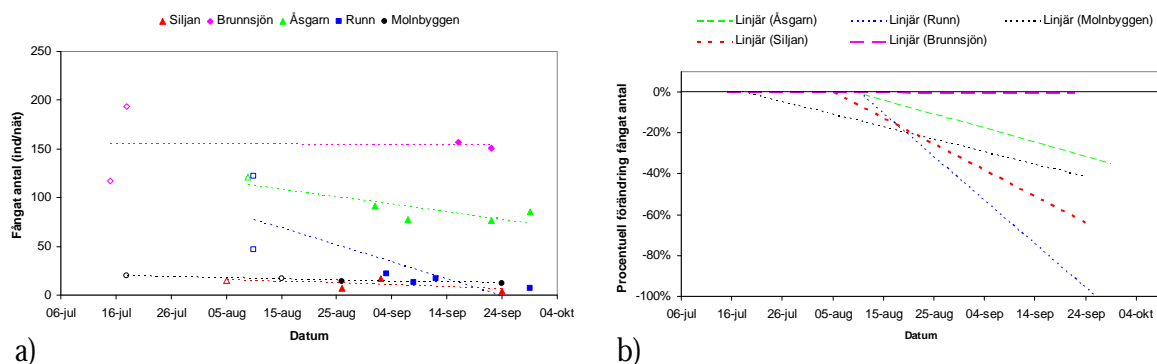 Siljan Brunnsjön Åsgarn Runn Molnbyggen
Fångat antal (ind/nät)
250
200
150
100
50
0
06-jul 16-jul 26-jul 05-aug 15-aug 25-aug 04-sep 14-sep 24-sep 04-okt
Datum
a)
Linjär (Åsgarn) Linjär (Runn) Linjär (Molnbyggen)
Linjär (Siljan) Linjär (Brunnsjön)
Procentuell förändring fångat antal
0%
-20%
-40%
-60%
-80%
-100%
06-jul 16-jul 26-jul 05-aug 15-aug 25-aug 04-sep 14-sep 24-sep 04-okt
Datum
b)